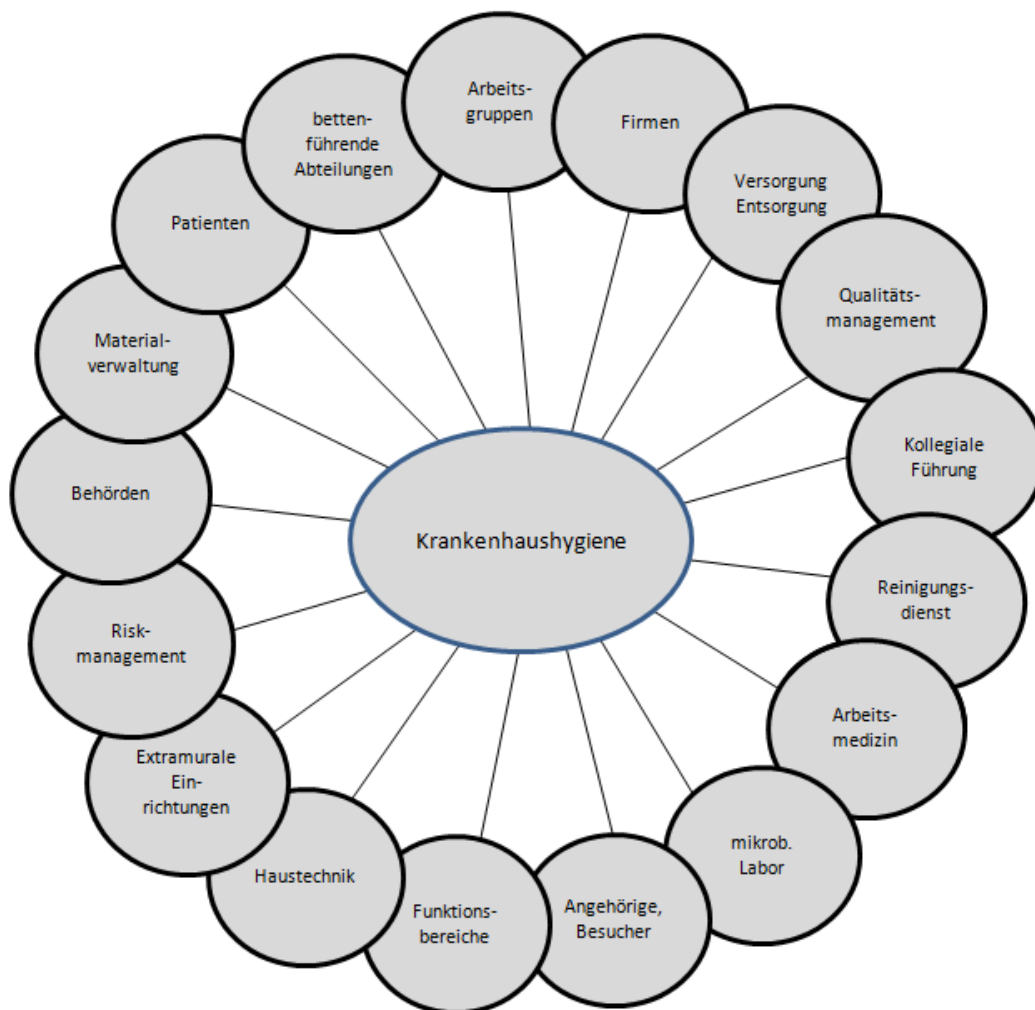 Arbeits-
gruppen
Firmen
Versorgung
Entsorgung
Qualitäts-
management
Kollegiale
Führung
Reinigungs-
dienst
Arbeits-
medizin
mikrob.
Labor
Angehörige,
Besucher
Funktions-
bereiche
Haustechnik
Extramurale
Ein-
richtungen
Risk-
management
Behörden
Material-
verwaltung
Patienten
betten-
führende
Abteilungen
Krankenhaushygiene